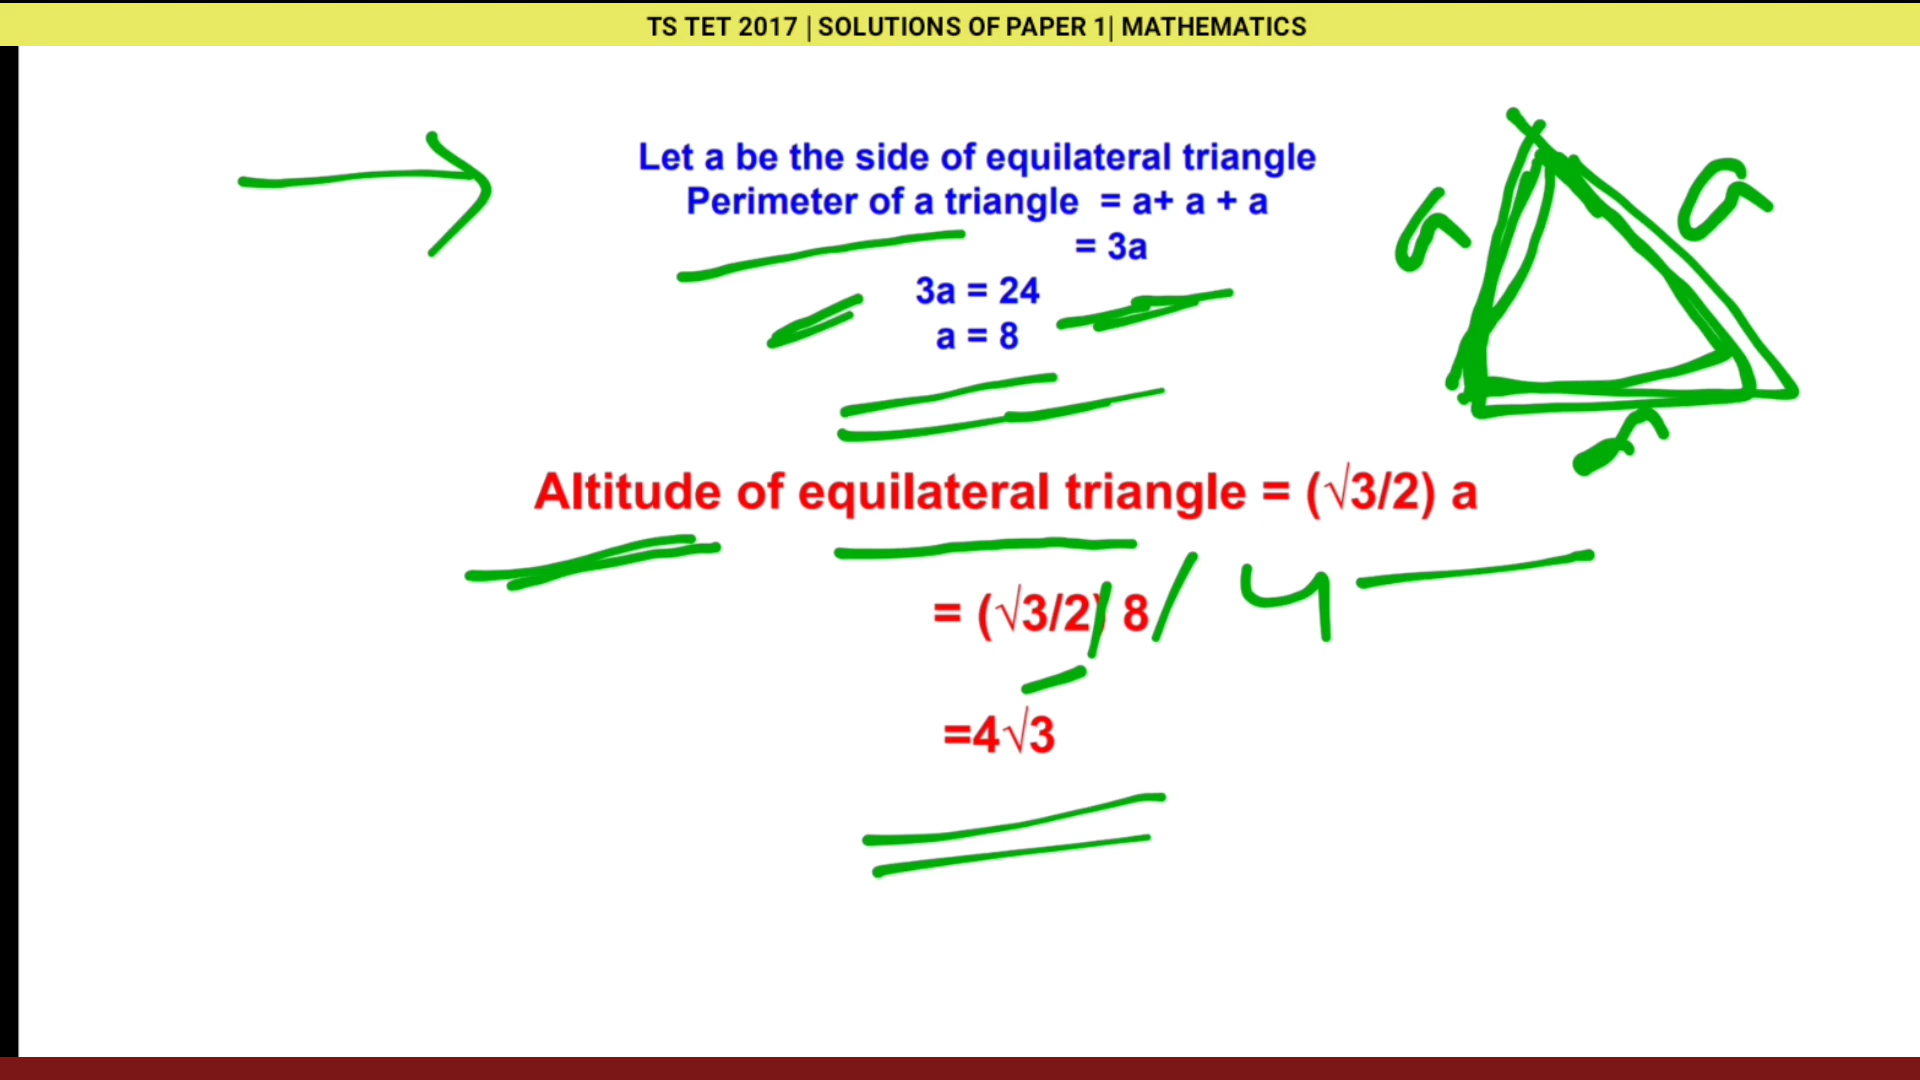 TS TET 2017 | SOLUTIONS OF PAPER 1| MATHEMATICS
Let a be the side of equilateral triangle
Perimeter of a triangle = a+ a + a
= 3a
3a = 24
a = 8
a
a
a
Altitude of equilateral triangle = (√3/2) a
= (√3/2) 8
4
=4√3